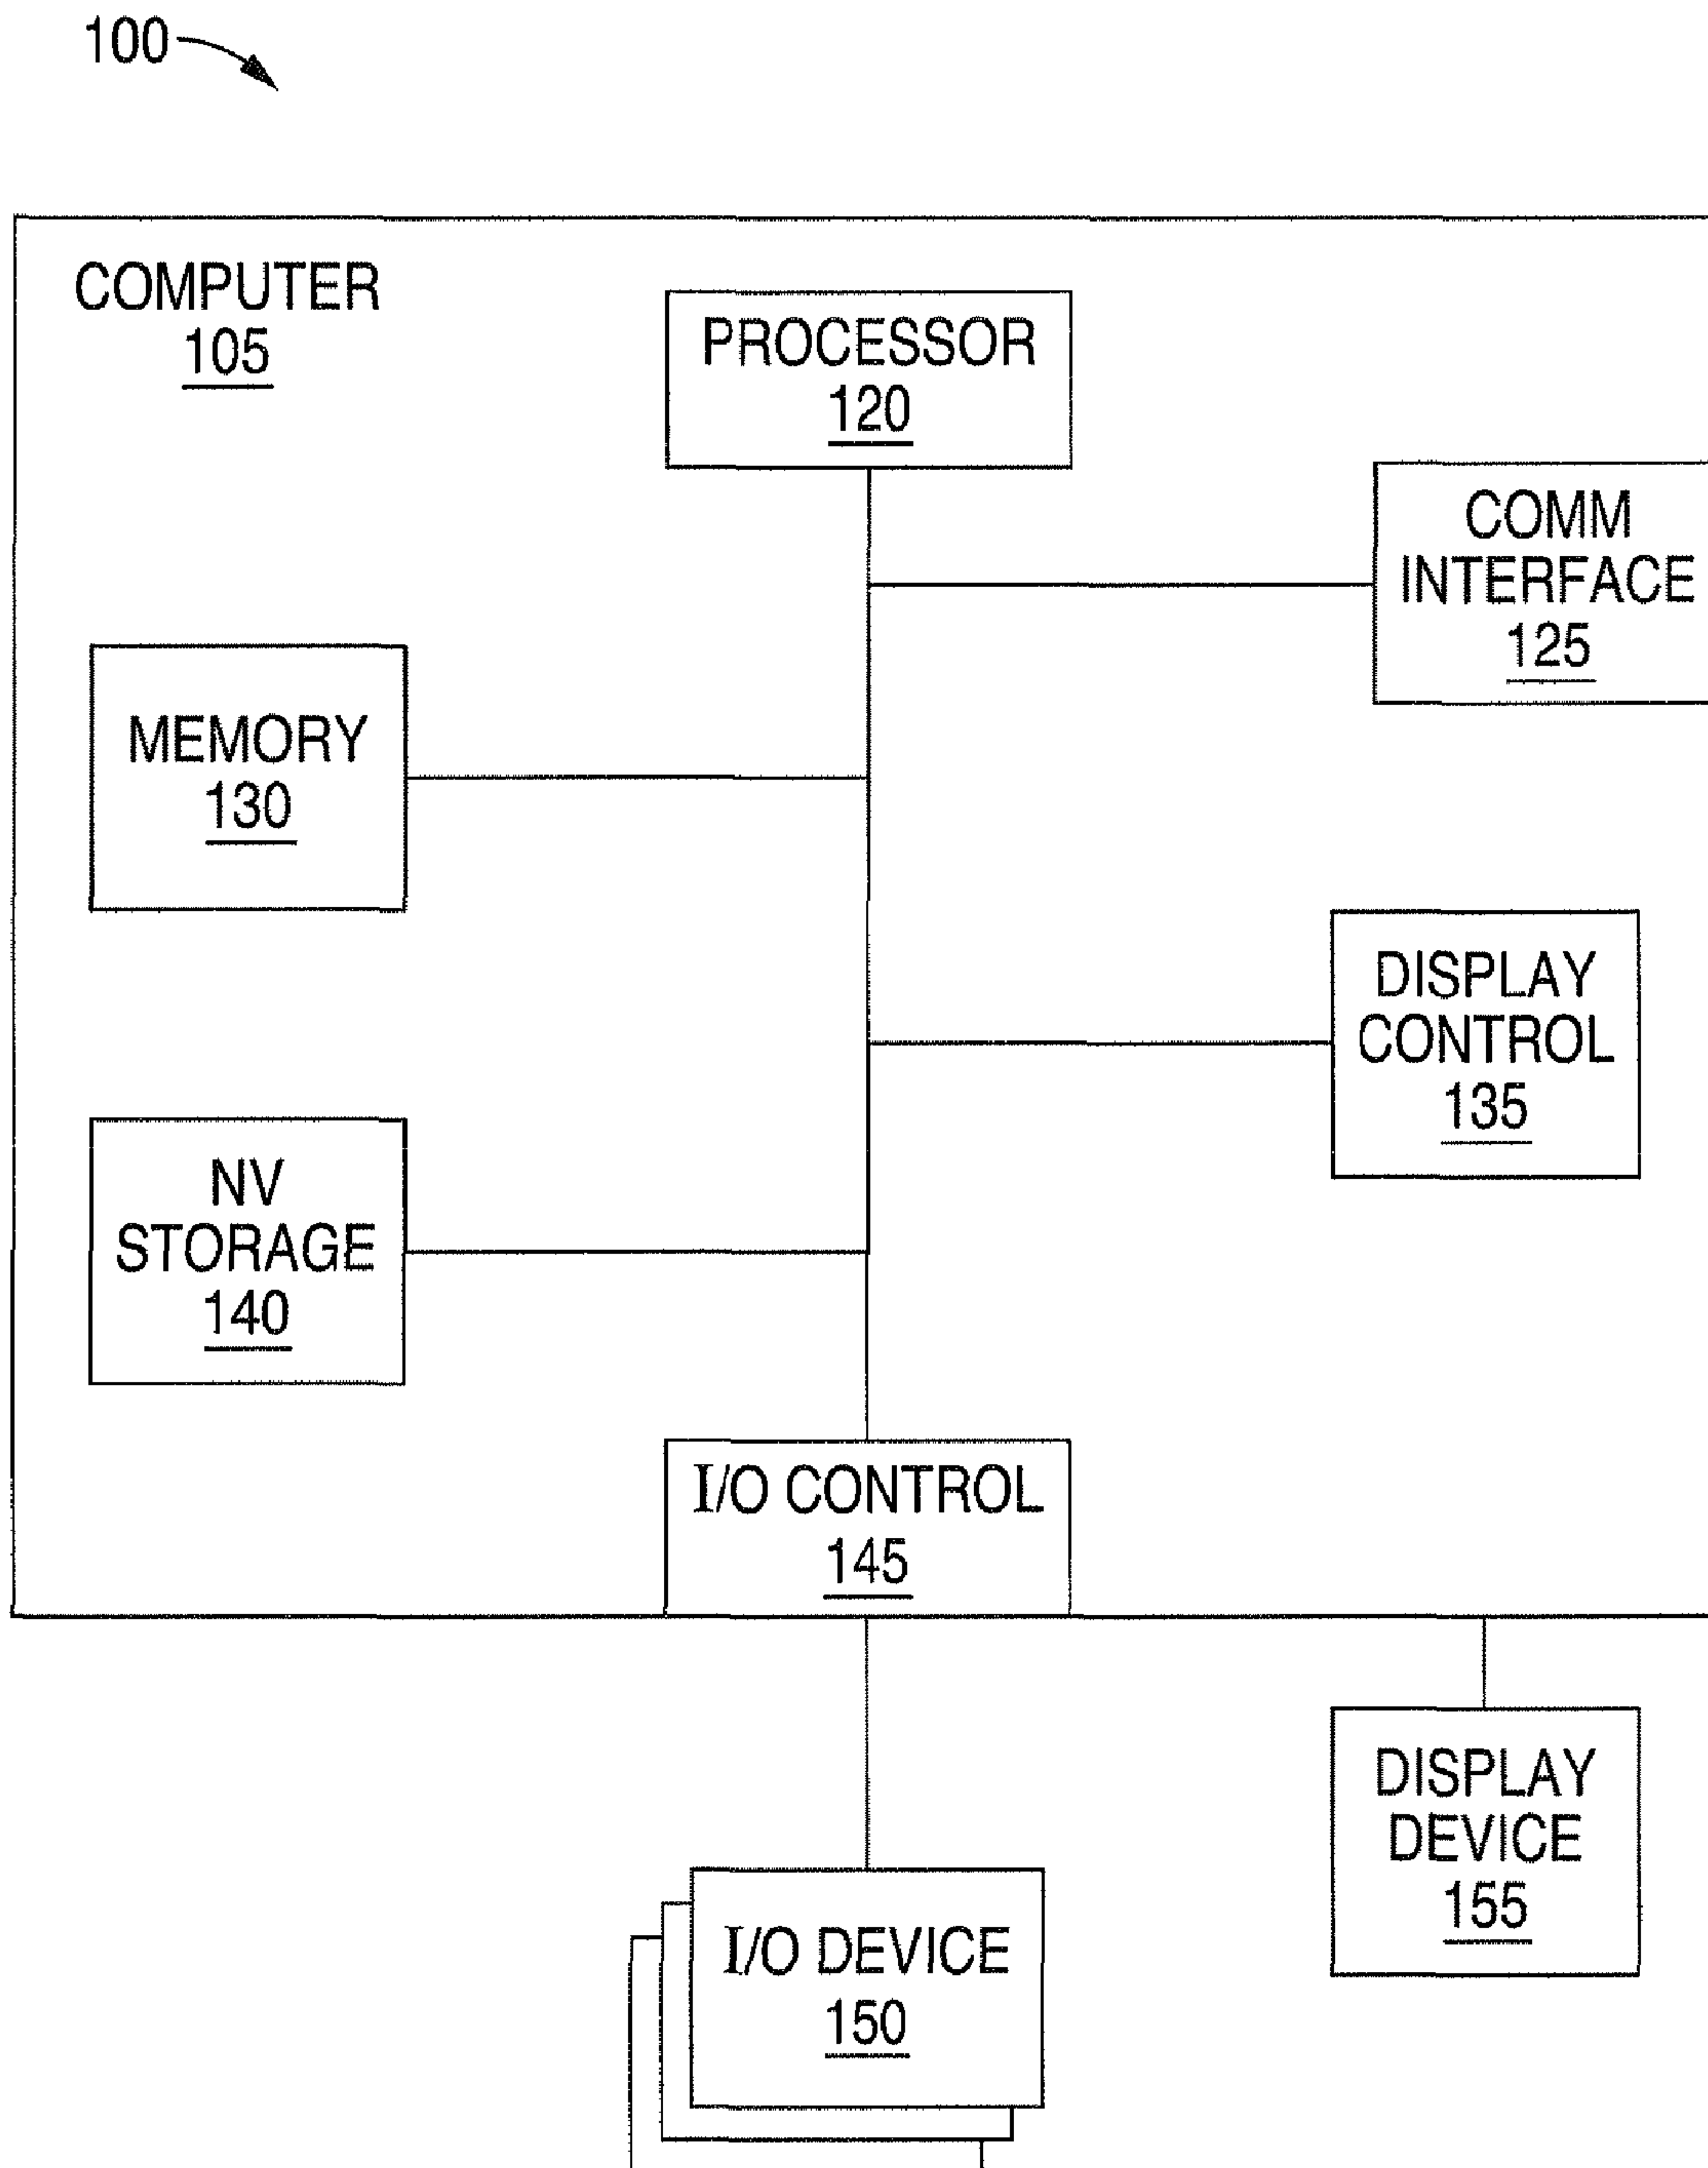 100
COMPUTER
105
PROCESSOR
120
COMM
INTERFACE
125
MEMORY
130
DISPLAY
CONTROL
135
NV
STORAGE
140
I/O CONTROL
145
DISPLAY
DEVICE
155
I/O DEVICE
150